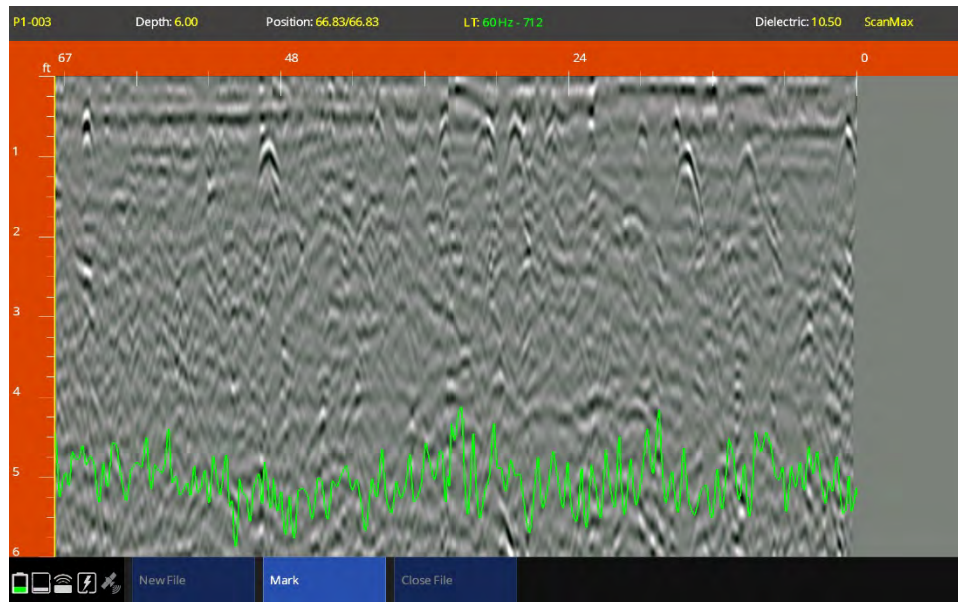 P1-003 Depth: 6.00 Position: 66.83/66.83 LT: 60 Hz - 712 Dielectric: 10.50 ScanMax
ft 67 48 24 0
1
2
3
4
5
6
New File Mark Close File